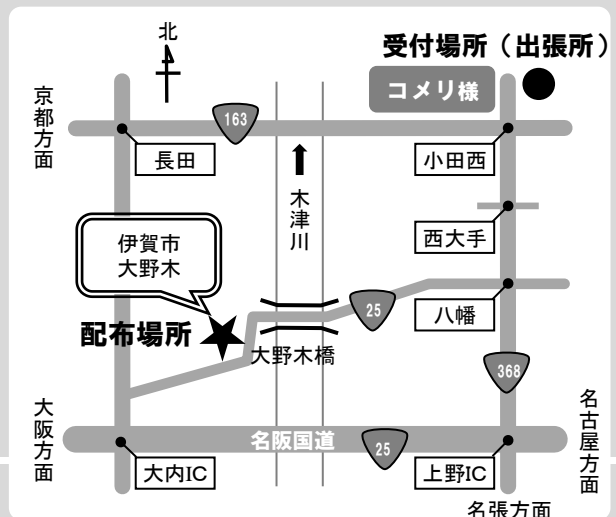 北
受付場所（出張所）
コメリ様
京都方面
163
長田
小田西
木津川
西大手
伊賀市
大野木
25
八幡
配布場所
大野木橋
368
大阪方面
名阪国道
25
名古屋方面
大内IC
上野IC
名張方面